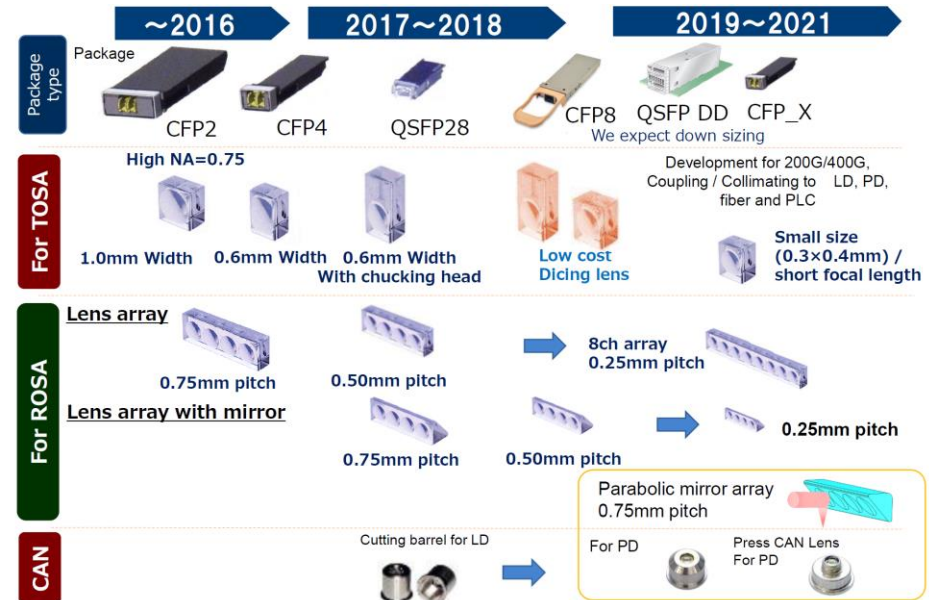 ～2016
2017～2018
2019～2021
Package
type
Package
CFP2
CFP4
QSFP28
CFP8
QSFP DD
CFP_X
We expect down sizing
For TOSA
High NA=0.75
1.0mm Width
0.6mm Width
0.6mm Width
With chucking head
Low cost
Dicing lens
Development for 200G/400G,
Coupling / Collimating to LD, PD,
fiber and PLC
Small size
(0.3×0.4mm) /
short focal length
For ROSA
Lens array
0.75mm pitch
0.50mm pitch
8ch array
0.25mm pitch
Lens array with mirror
0.75mm pitch
0.50mm pitch
0.25mm pitch
Parabolic mirror array
0.75mm pitch
CAN
Cutting barrel for LD
For PD
Press CAN Lens
For PD